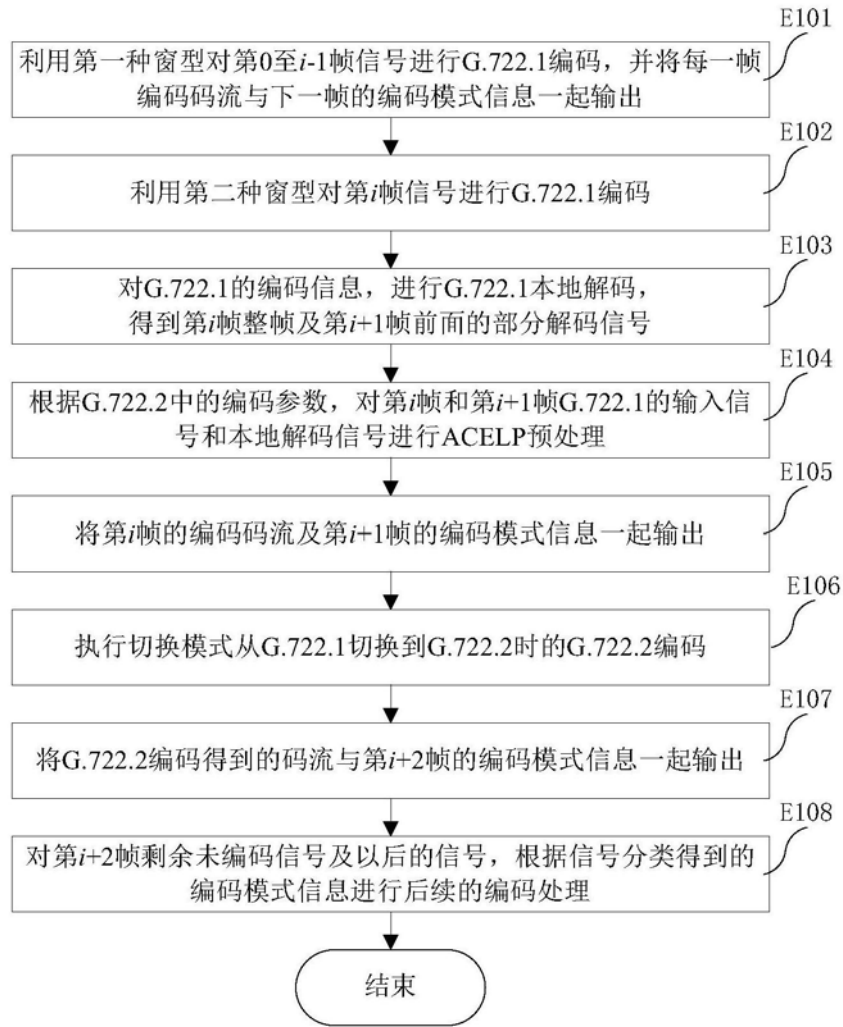 E101
利用第一种窗型对第0至i-1帧信号进行G.722.1编码，并将每一帧
编码码流与下一帧的编码模式信息一起输出
E102
利用第二种窗型对第i帧信号进行G.722.1编码
E103
对G.722.1的编码信息，进行G.722.1本地解码，
得到第i帧整帧及第i+1帧前面的部分解码信号
E104
根据G.722.2中的编码参数，对第i帧和第i+1帧G.722.1的输入信
号和本地解码信号进行ACELP预处理
E105
将第i帧的编码码流及第i+1帧的编码模式信息一起输出
E106
执行切换模式从G.722.1切换到G.722.2时的G.722.2编码
E107
将G.722.2编码得到的码流与第i+2帧的编码模式信息一起输出
E108
对第i+2帧剩余未编码信号及以后的信号，根据信号分类得到的
编码模式信息进行后续的编码处理
结束